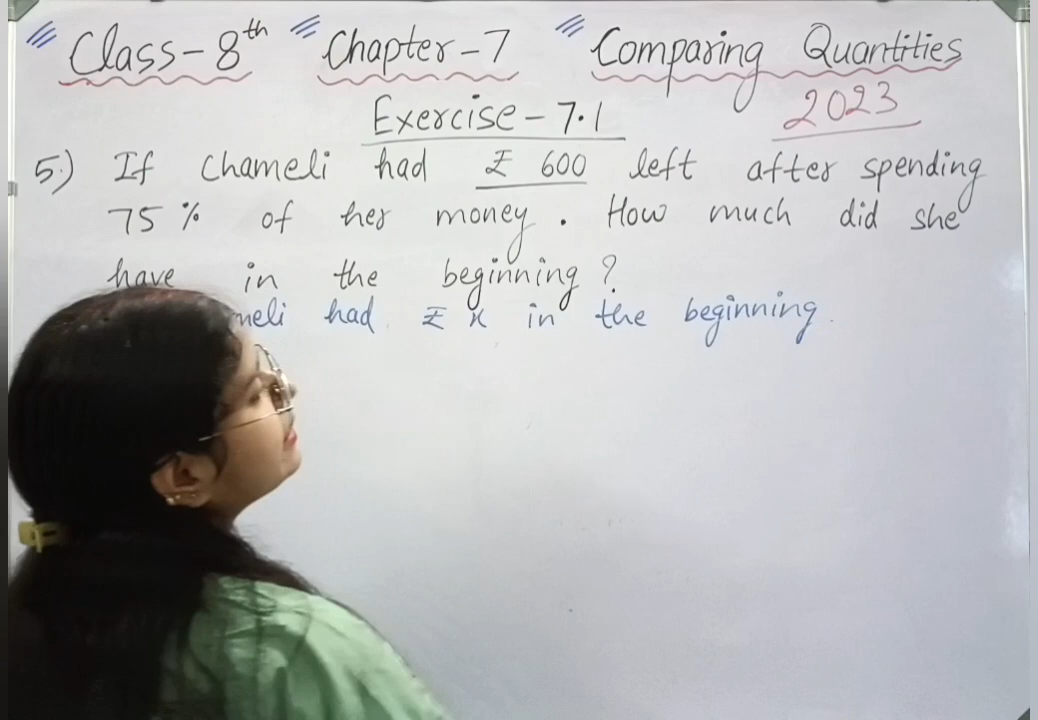 Class-8th Chapter-7 Comparing Quantities
Exercise-7.1 2023
5.) If Chameli had ₹ 600 left after spending
75% of her money. How much did she
have in the beginning?
meli had ₹ x in the beginning.